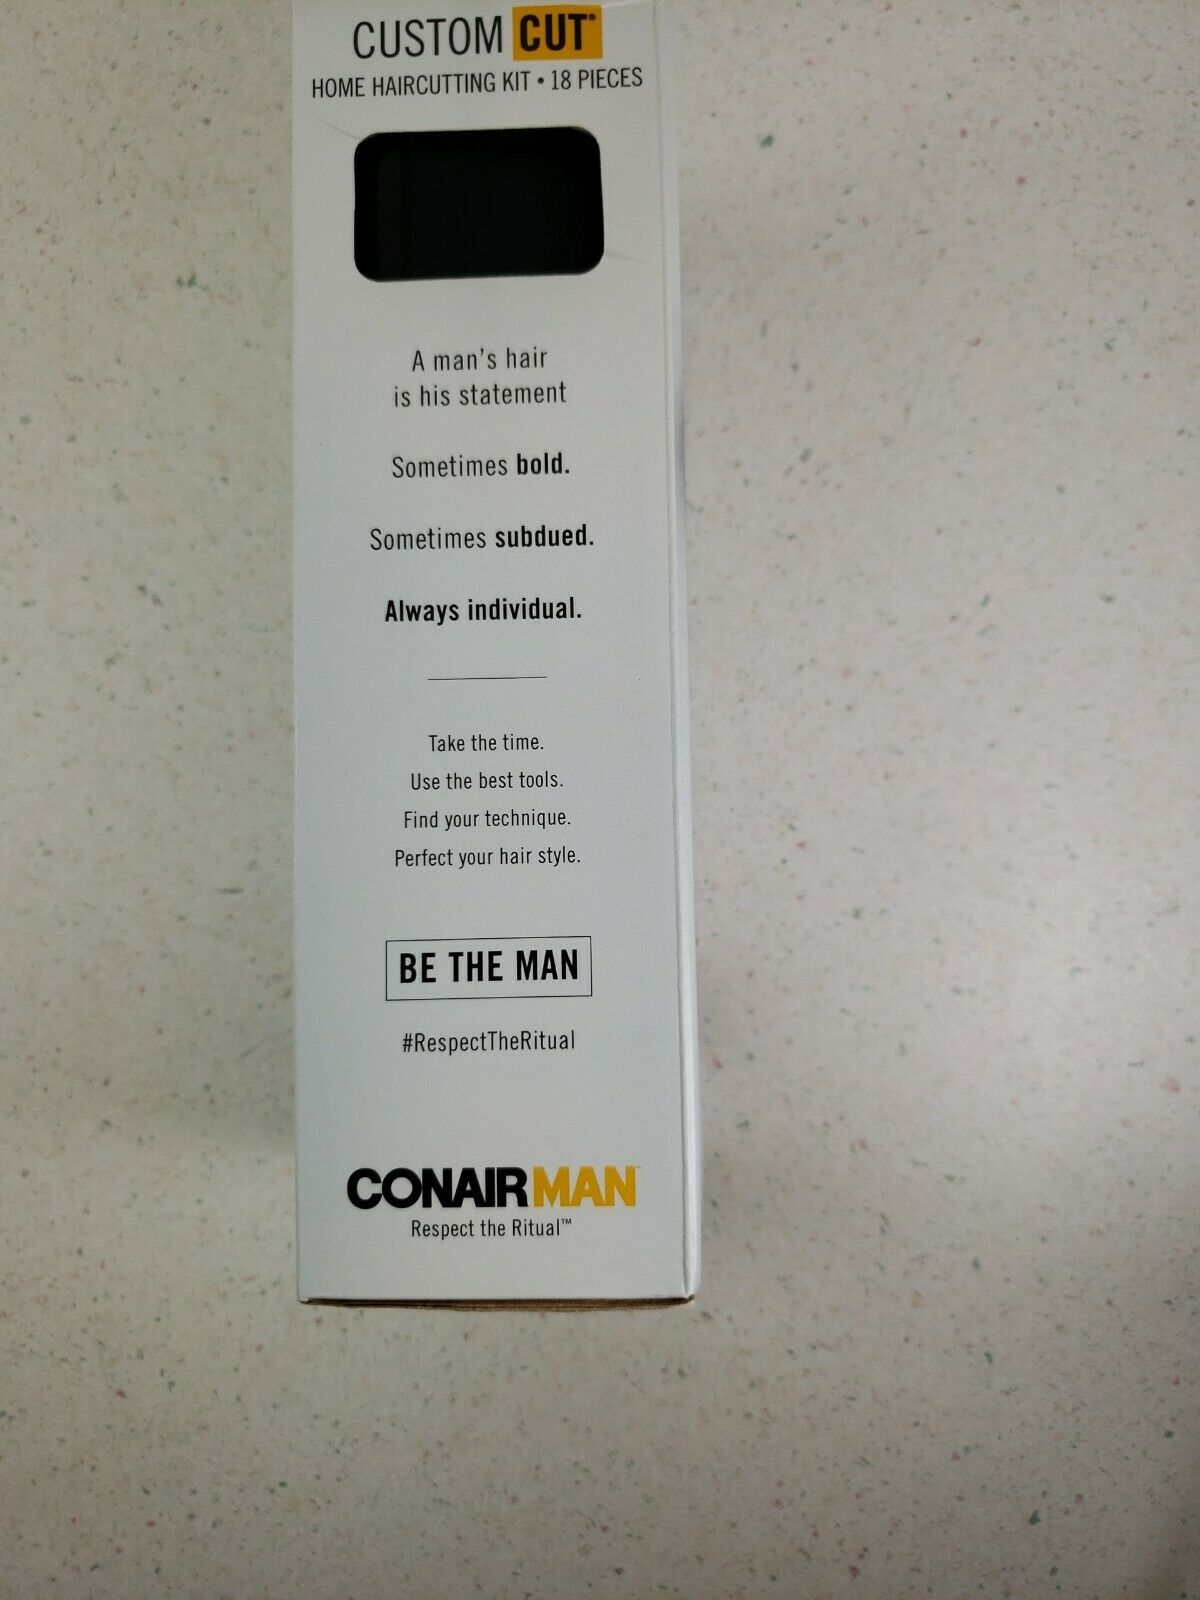 CUSTOM CUT®
HOME HAIRCUTTING KIT • 18 PIECES
A man's hair
is his statement
Sometimes bold.
Sometimes subdued.
Always individual.
Take the time.
Use the best tools.
Find your technique.
Perfect your hair style.
BE THE MAN
#RespectTheRitual
CONAIRMAN™
Respect the Ritual™